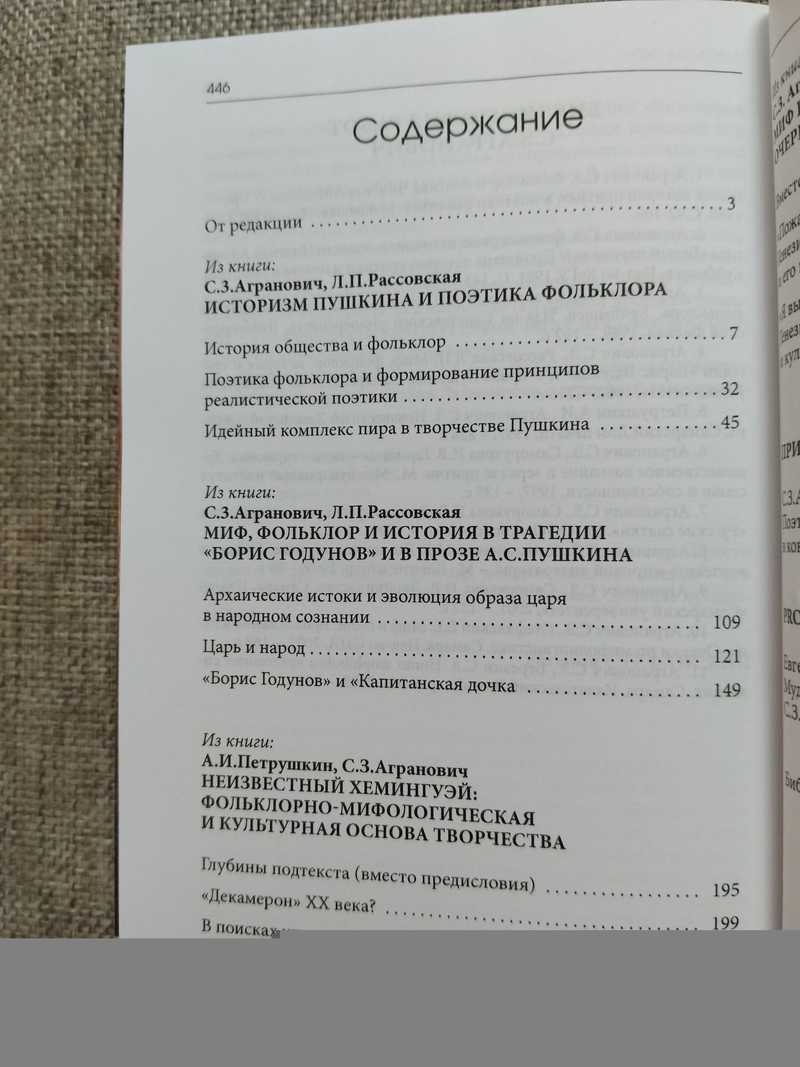 446
Содержание
От редакции ........................................ 3
Из книги:
С.З.Агранович, Л.П.Рассовская
ИСТОРИЗМ ПУШКИНА И ПОЭТИКА ФОЛЬКЛОРА
История общества и фольклор ........................ 7
Поэтика фольклора и формирование принципов
реалистической поэтики ............................. 32
Идейный комплекс пира в творчестве Пушкина ......... 45
Из книги:
С.З.Агранович, Л.П.Рассовская
МИФ, ФОЛЬКЛОР И ИСТОРИЯ В ТРАГЕДИИ
«БОРИС ГОДУНОВ» И В ПРОЗЕ А.С.ПУШКИНА
Архаические истоки и эволюция образа царя
в народном сознании ................................ 109
Царь и народ ....................................... 121
«Борис Годунов» и «Капитанская дочка ............... 149
Из книги:
А.И.Петрушкин, С.З.Агранович
НЕИЗВЕСТНЫЙ ХЕМИНГУЭЙ:
ФОЛЬКЛОРНО-МИФОЛОГИЧЕСКАЯ
И КУЛЬТУРНАЯ ОСНОВА ТВОРЧЕСТВА
Глубины подтекста (вместо предисловия) ............. 195
«Декамерон» XX века? ............................... 199
В поисках
Из книги
МИФ